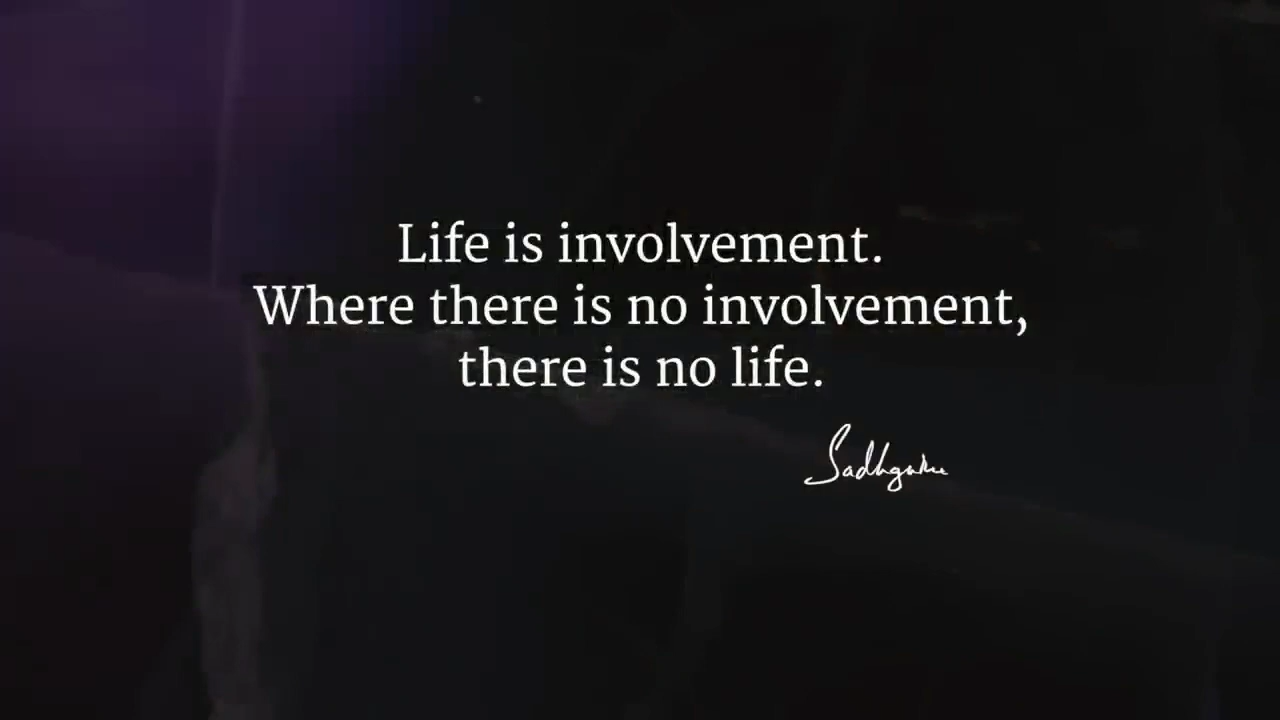 Life is involvement.
Where there is no involvement,
there is no life.
Sadhguru